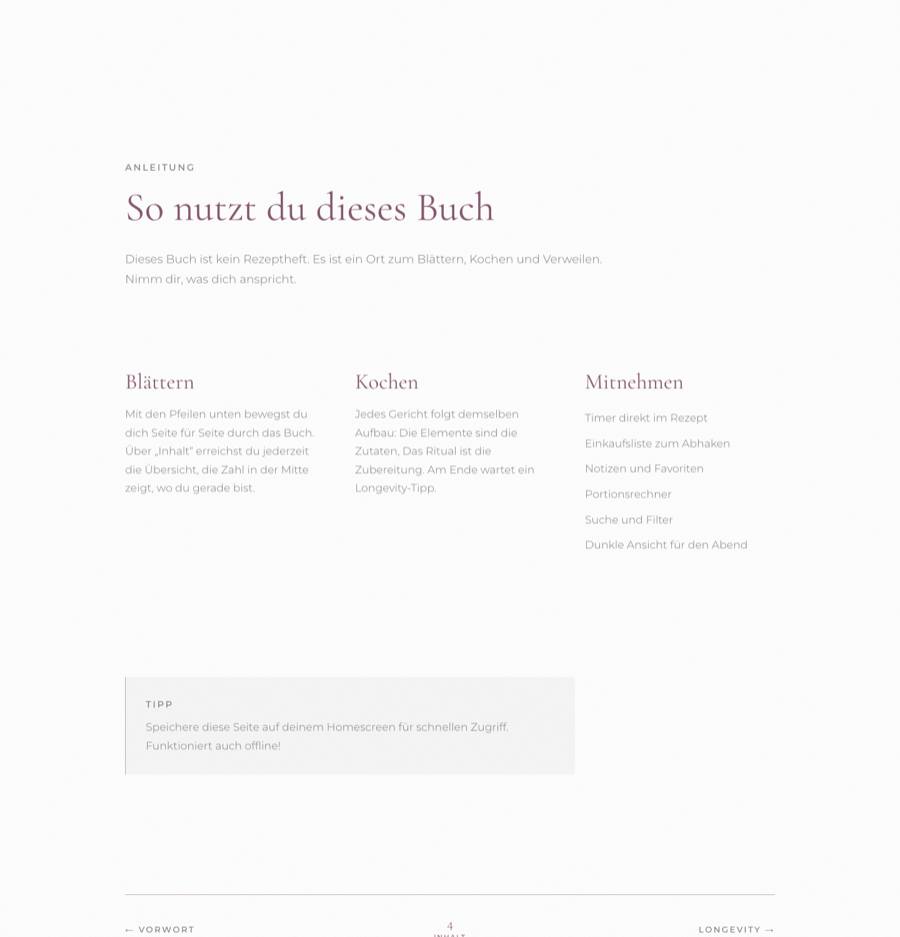 ANLEITUNG
So nutzt du dieses Buch
Dieses Buch ist kein Rezeptheft. Es ist ein Ort zum Blättern, Kochen und Verweilen.
Nimm dir, was dich anspricht.
Blättern
Mit den Pfeilen unten bewegst du
dich Seite für Seite durch das Buch.
Über „Inhalt“ erreichst du jederzeit
die Übersicht, die Zahl in der Mitte
zeigt, wo du gerade bist.
Kochen
Jedes Gericht folgt demselben
Aufbau: Die Elemente sind die
Zutaten, Das Ritual ist die
Zubereitung. Am Ende wartet ein
Longevity-Tipp.
Mitnehmen
Timer direkt im Rezept
Einkaufsliste zum Abhaken
Notizen und Favoriten
Portionsrechner
Suche und Filter
Dunkle Ansicht für den Abend
TIPP
Speichere diese Seite auf deinem Homescreen für schnellen Zugriff.
Funktioniert auch offline!
← VORWORT
4
INHALT
LONGEVITY →